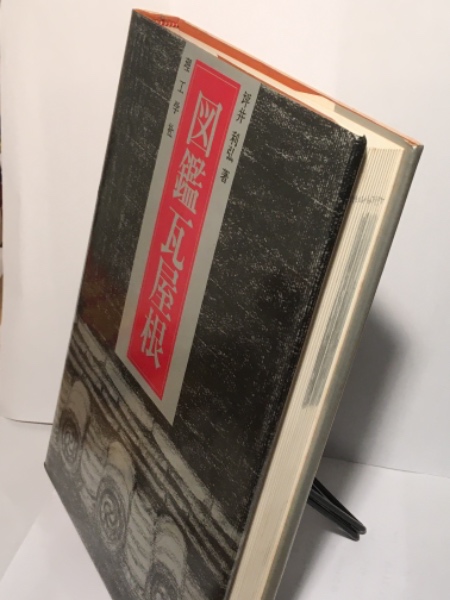 坪井 利弘 著
図鑑瓦屋根
理工学社